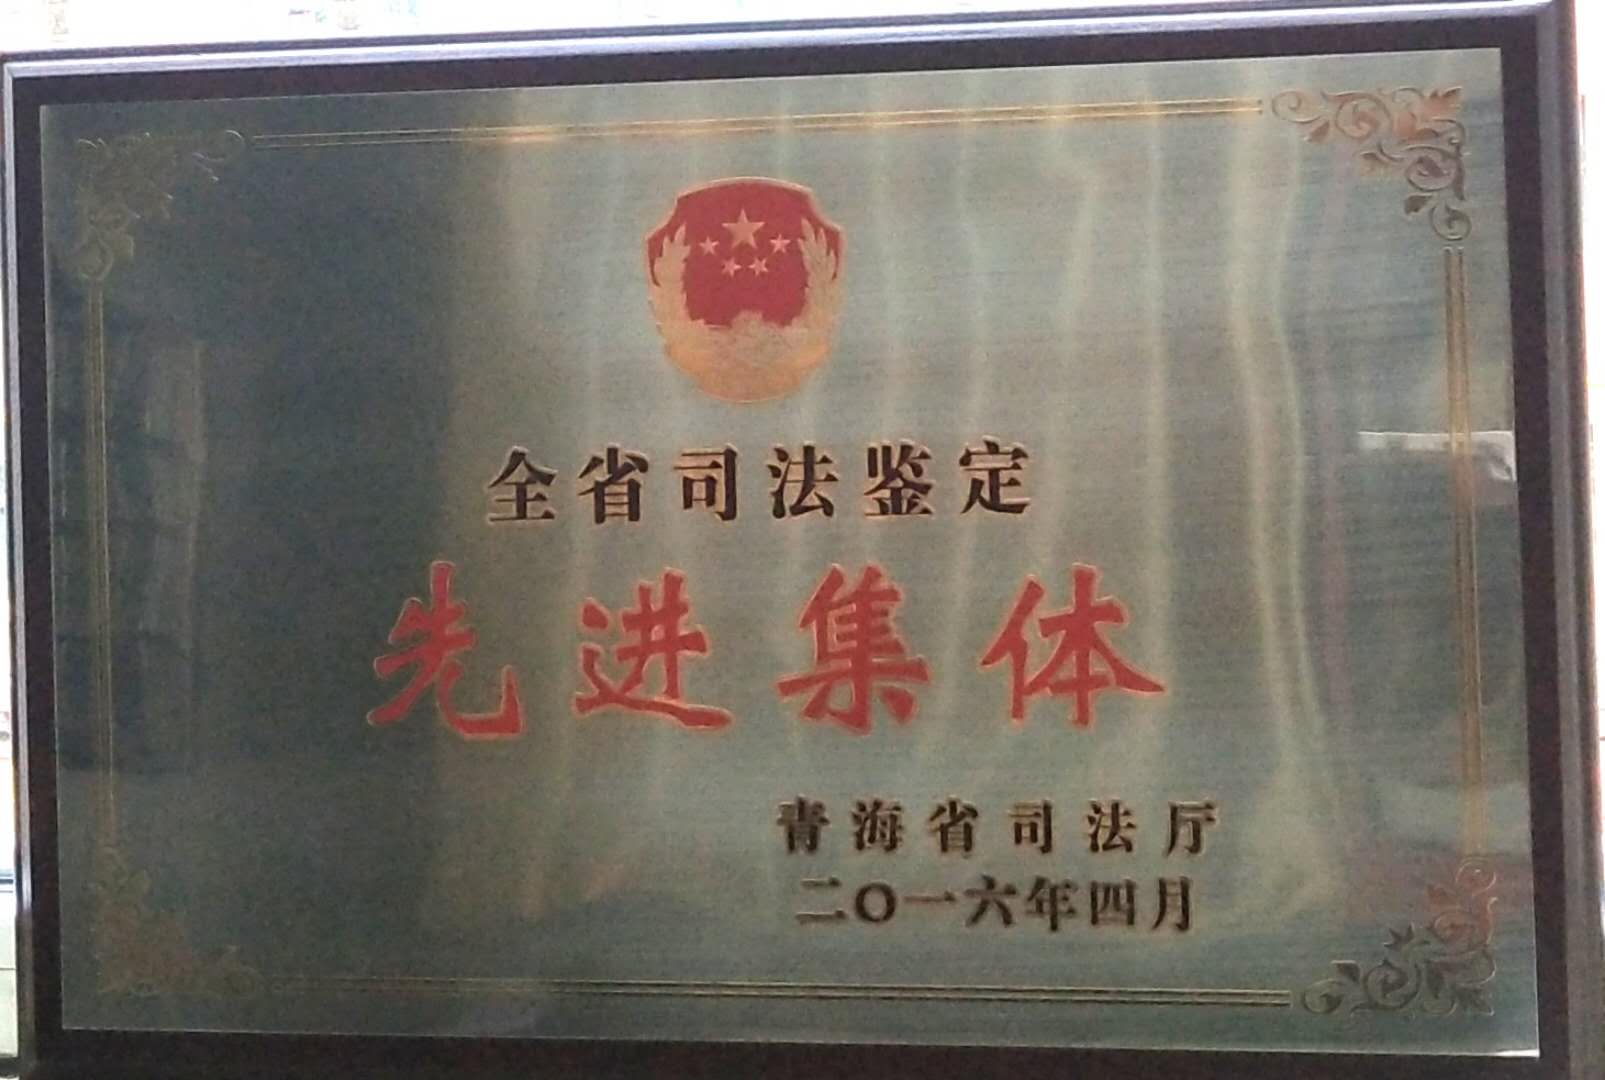 全省司法鉴定
先进集体
青海省司法厅
二〇一六年四月